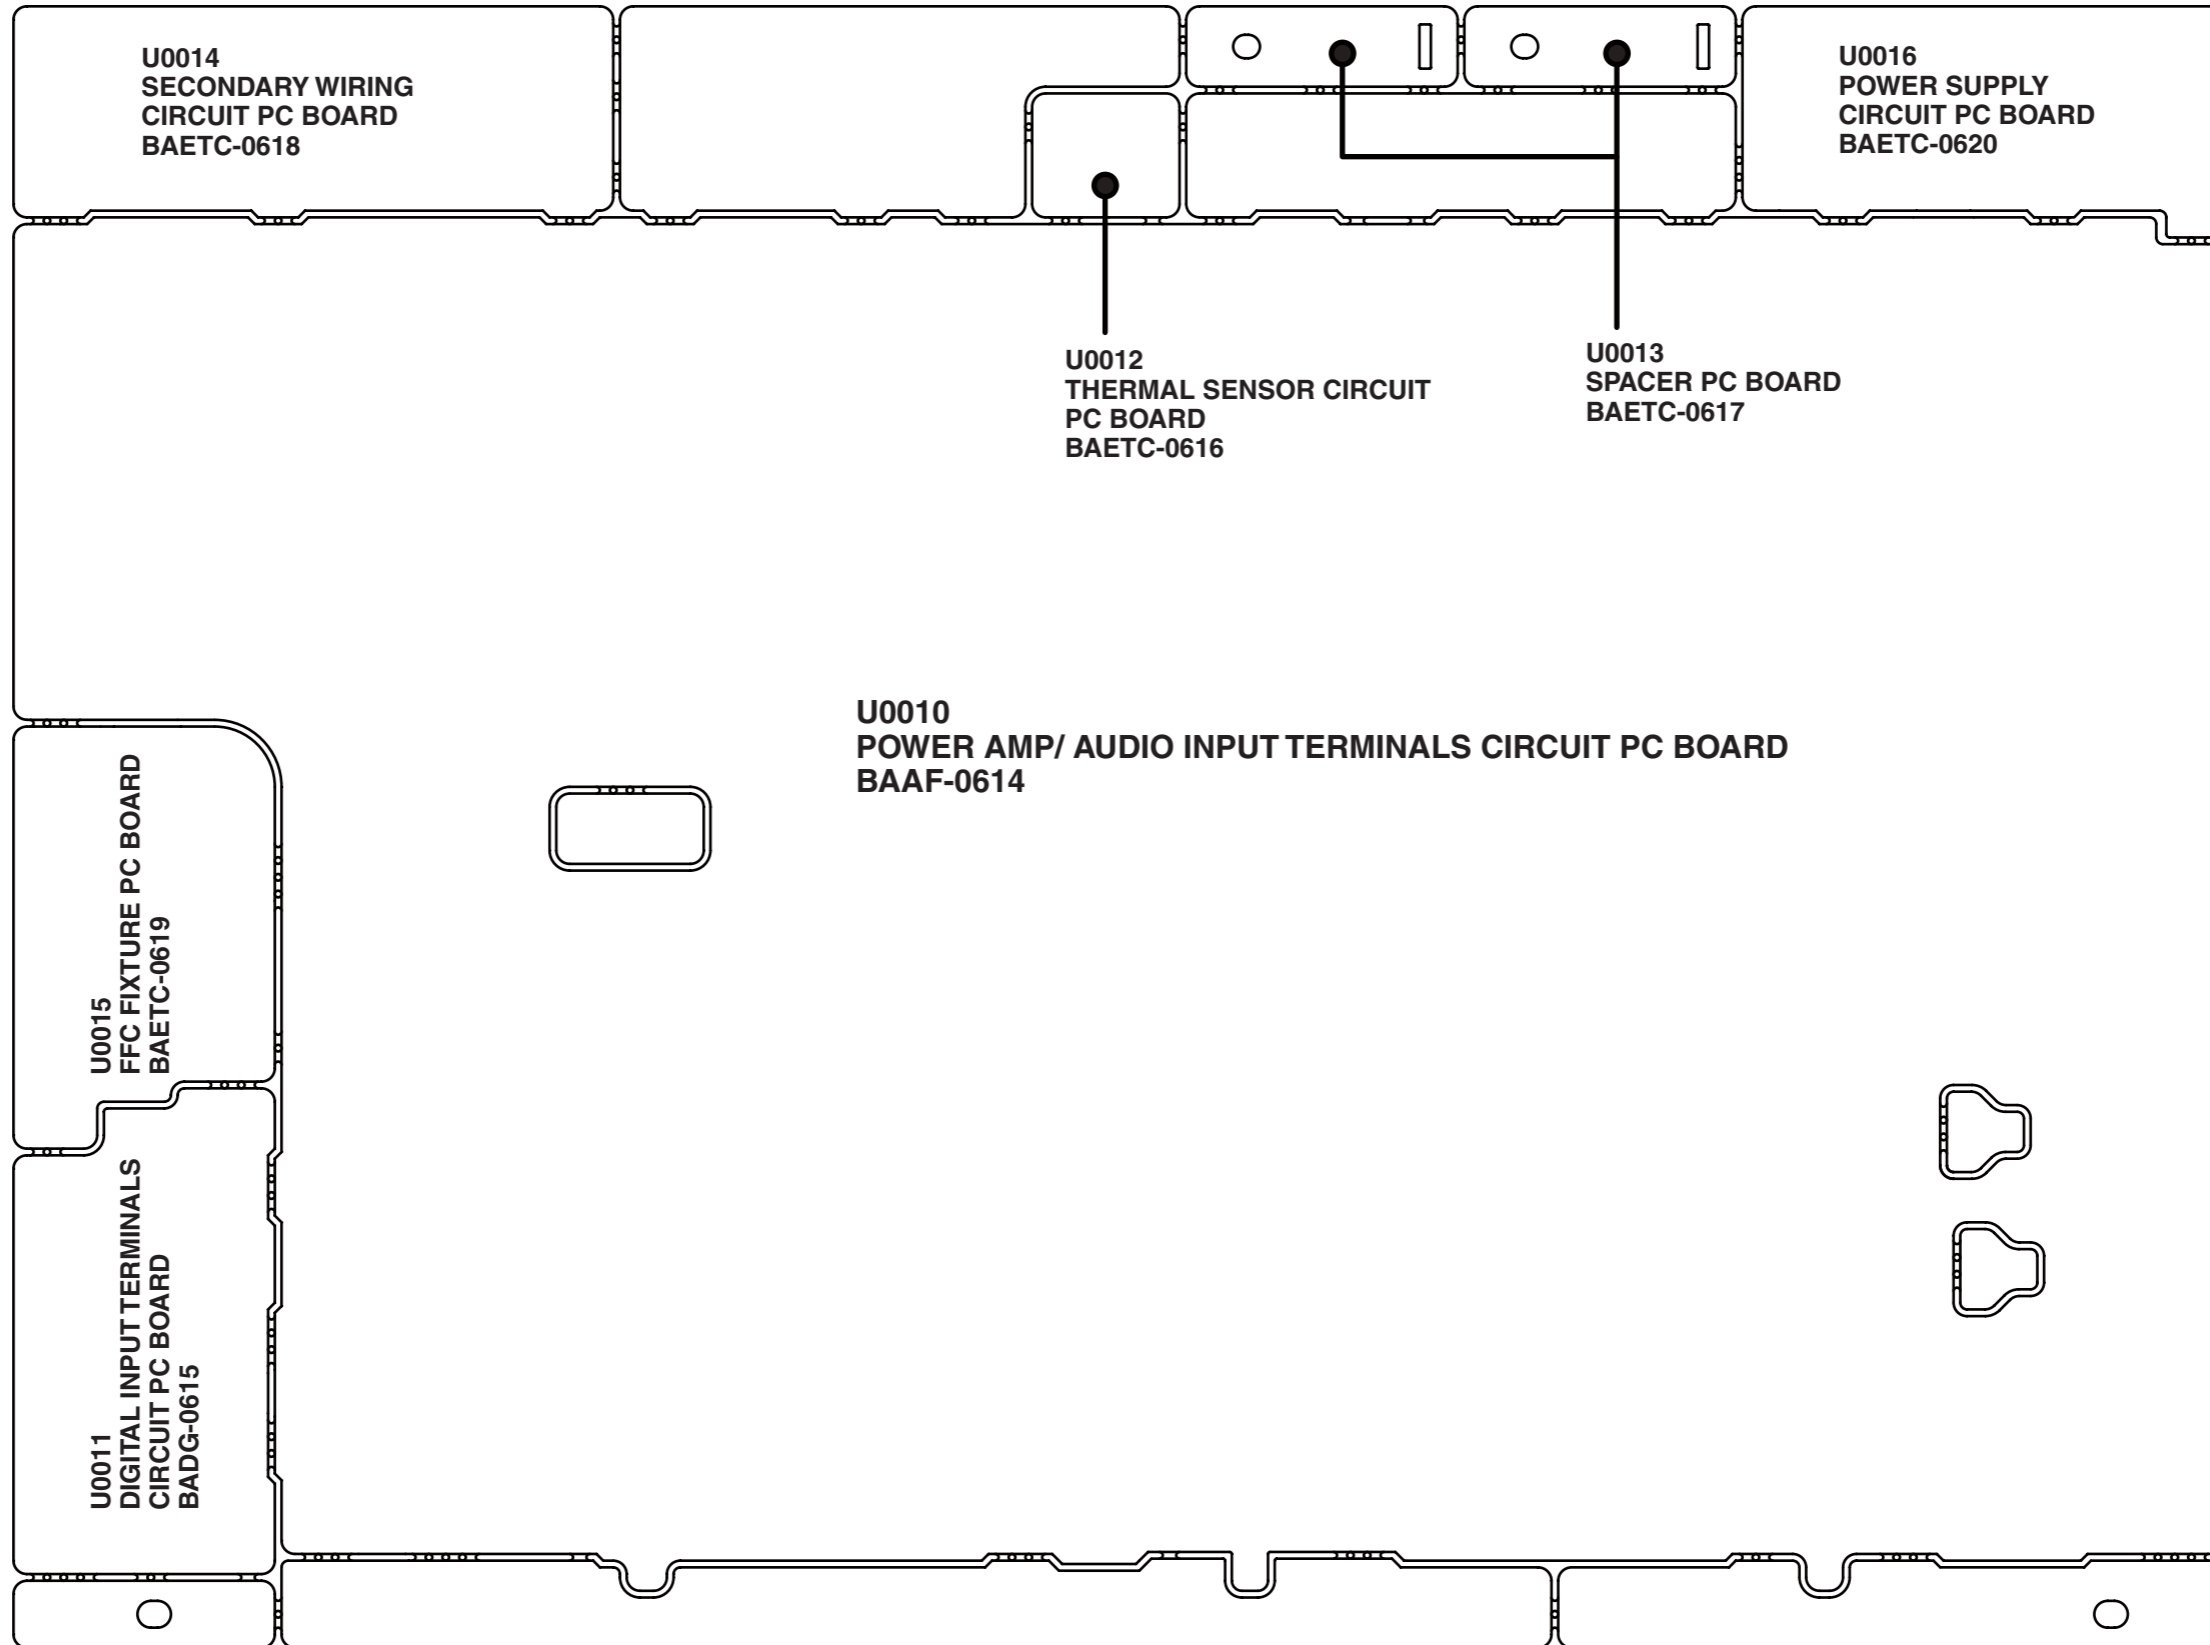 U0014
SECONDARY WIRING
CIRCUIT PC BOARD
BAETC-0618
U0016
POWER SUPPLY
CIRCUIT PC BOARD
BAETC-0620
U0012
THERMAL SENSOR CIRCUIT
PC BOARD
BAETC-0616
U0013
SPACER PC BOARD
BAETC-0617
U0010
POWER AMP/ AUDIO INPUT TERMINALS CIRCUIT PC BOARD
BAAF-0614
U0015
FFC FIXTURE PC BOARD
BAETC-0619
U0011
DIGITAL INPUT TERMINALS
CIRCUIT PC BOARD
BADG-0615